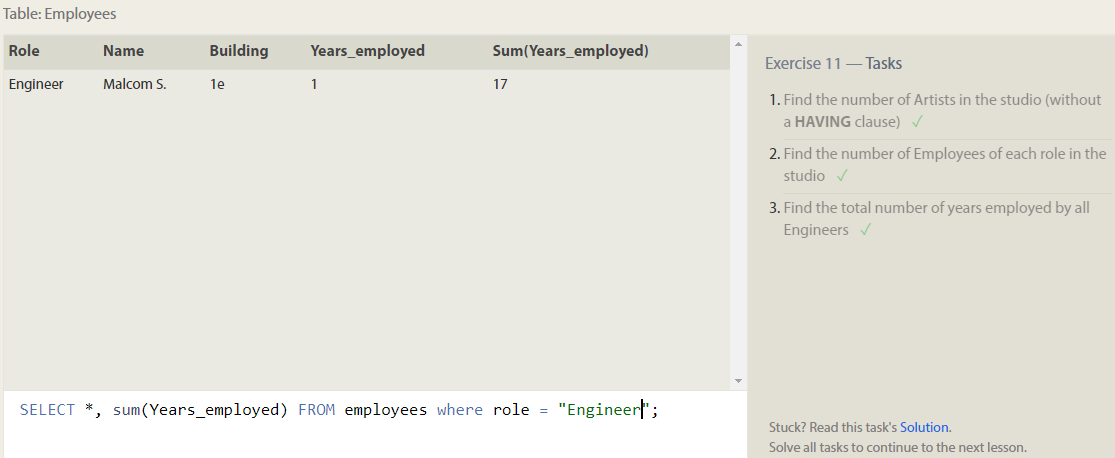 Table: Employees
Role Name Building Years_employed Sum(Years_employed)
Engineer Malcom S. 1e 1 17
SELECT *, sum(Years_employed) FROM employees where role = "Engineer";
Exercise 11 — Tasks
1. Find the number of Artists in the studio (without
a HAVING clause) ✓
2. Find the number of Employees of each role in the
studio ✓
3. Find the total number of years employed by all
Engineers ✓
Stuck? Read this task's Solution.
Solve all tasks to continue to the next lesson.